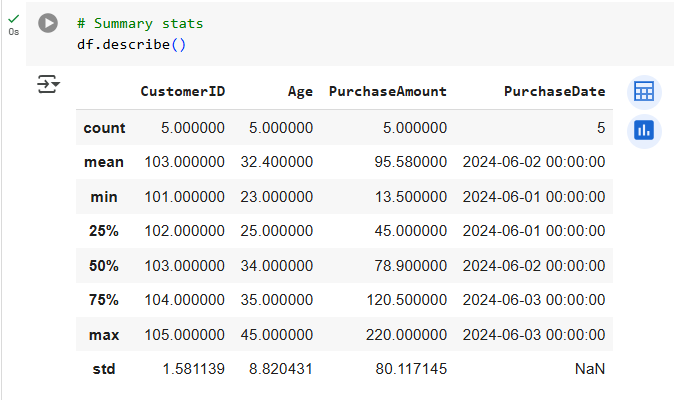 # Summary stats
0s
df.describe()
CustomerID Age PurchaseAmount PurchaseDate
count 5.000000 5.000000 5.000000 5
mean 103.000000 32.400000 95.580000 2024-06-02 00:00:00
min 101.000000 23.000000 13.500000 2024-06-01 00:00:00
25% 102.000000 25.000000 45.000000 2024-06-01 00:00:00
50% 103.000000 34.000000 78.900000 2024-06-02 00:00:00
75% 104.000000 35.000000 120.500000 2024-06-03 00:00:00
max 105.000000 45.000000 220.000000 2024-06-03 00:00:00
std 1.581139 8.820431 80.117145 NaN